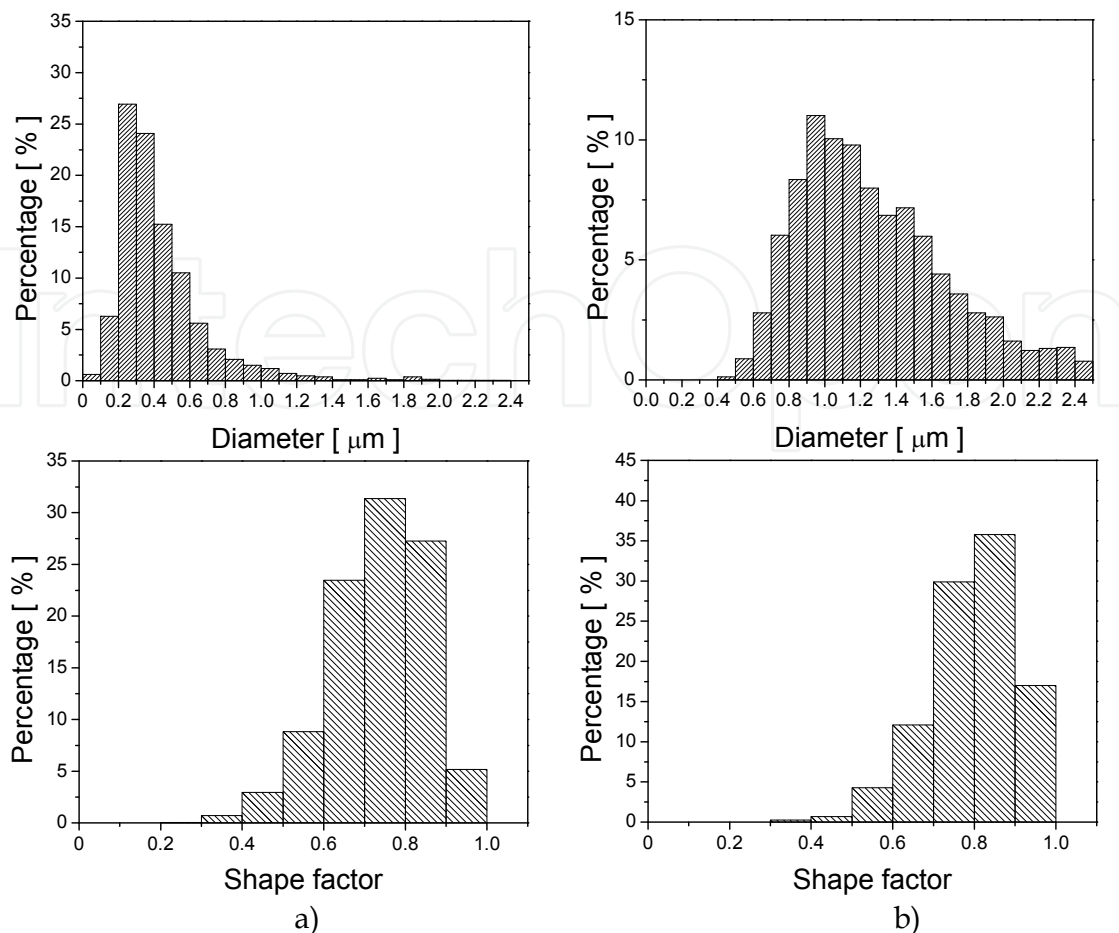 35
30
25
20
15
10
5
0
Percentage [ % ]
0 0.2 0.4 0.6 0.8 1.0 1.2 1.4 1.6 1.8 2.0 2.2 2.4
Diameter [ μm ]
15
10
5
0
Percentage [ % ]
0.0 0.2 0.4 0.6 0.8 1.0 1.2 1.4 1.6 1.8 2.0 2.2 2.4
Diameter [ μm ]
IntechOpen
35
30
25
20
15
10
5
0
Percentage [ % ]
0 0.2 0.4 0.6 0.8 1.0
Shape factor
a)
45
40
35
30
25
20
15
10
5
0
Percentage [ % ]
0 0.2 0.4 0.6 0.8 1.0
Shape factor
b)